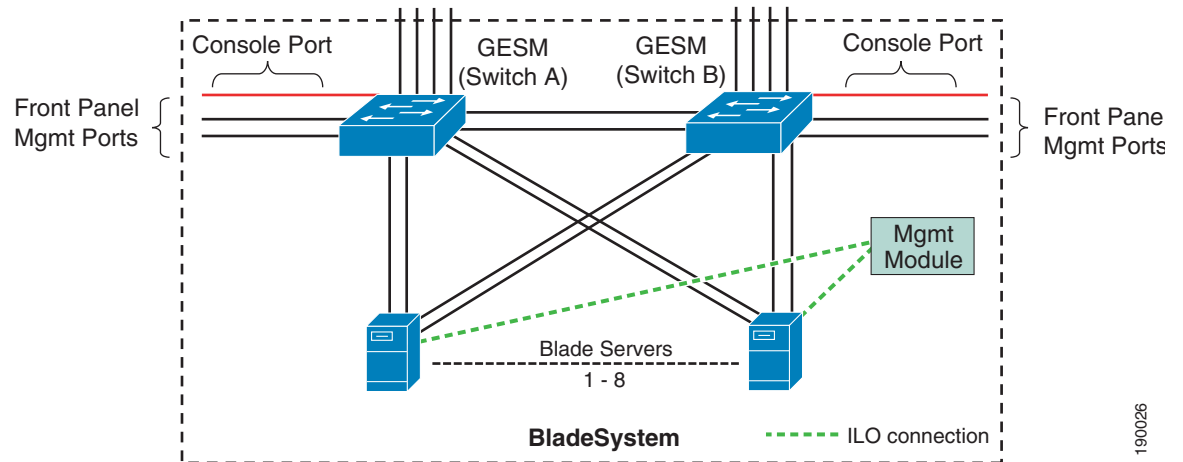 Console Port
GESM
(Switch A)
GESM
(Switch B)
Console Port
Front Panel
Mgmt Ports
Front Pane
Mgmt Ports
Mgmt
Module
Blade Servers
1 - 8
BladeSystem
ILO connection
190026